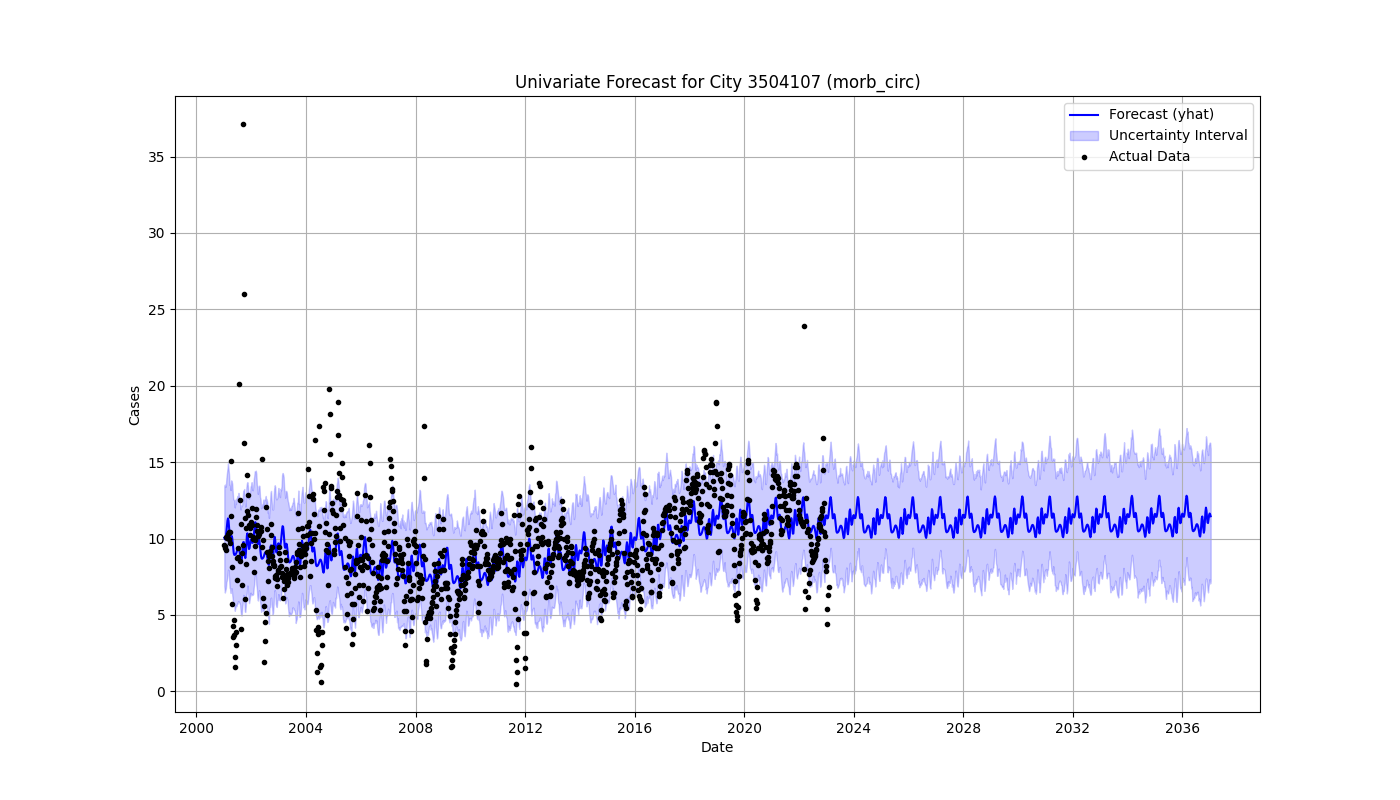 Univariate Forecast for City 3504107 (morb_circ)
Forecast (yhat)
Uncertainty Interval
Actual Data
Cases
35
30
25
20
15
10
5
0
2000 2004 2008 2012 2016 2020 2024 2028 2032 2036
Date